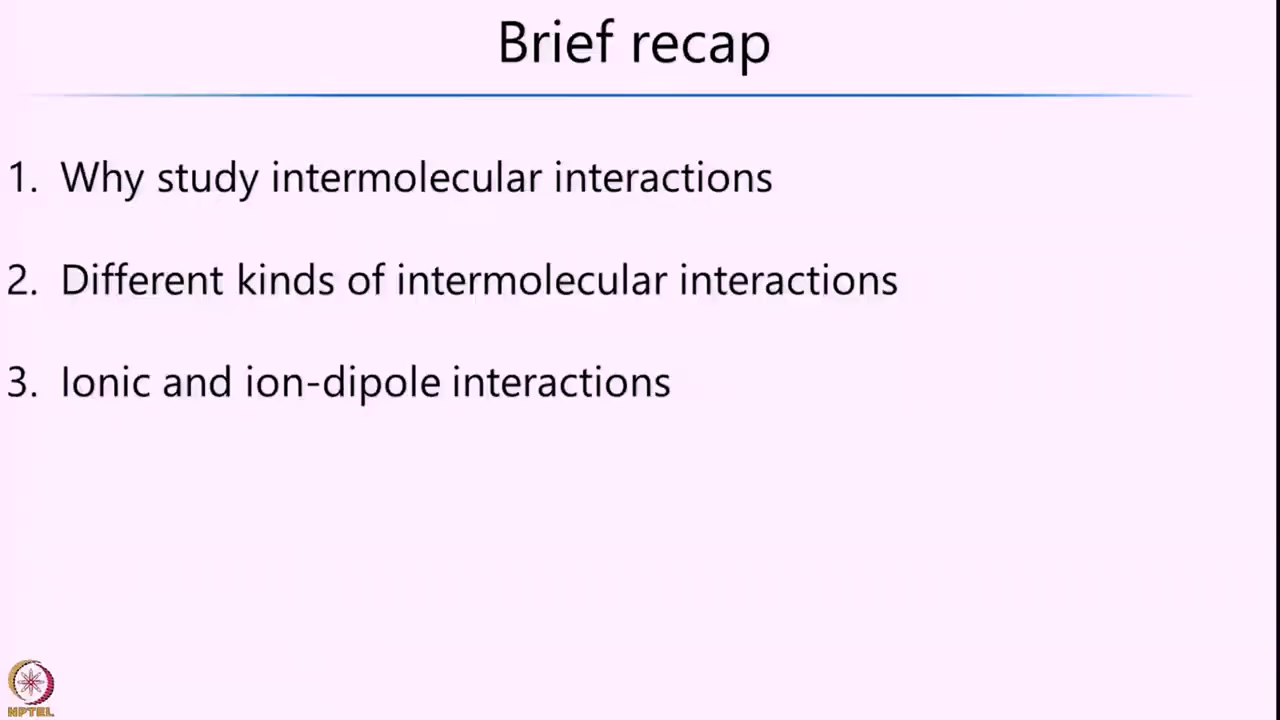 Brief recap
1. Why study intermolecular interactions
2. Different kinds of intermolecular interactions
3. Ionic and ion-dipole interactions
NPTEL